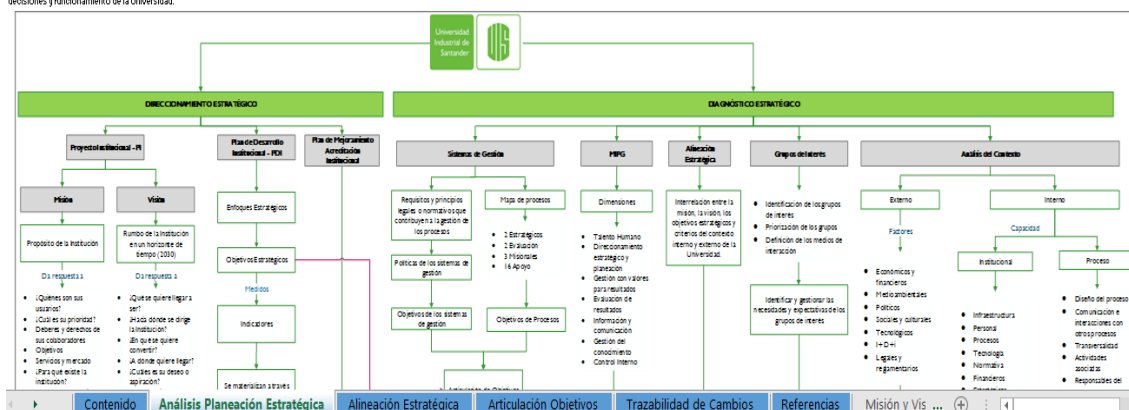 decisiones y funcionamiento de la Universidad.
Universidad
Industrial de
Santander
DIRECCIONAMIENTO ESTRATÉGICO
DIAGNÓSTICO ESTRATÉGICO
Proyecto Institucional - PI
Plan de Desarrollo
Institucional - PDI
Plan de Mejoramiento
Acreditación
Institucional
Sistemas de Gestión
MIPG
Alineación
Estratégica
Grupos de Interés
Análisis del Contexto
Misión
Visión
Enfoques Estratégicos
Propósito de la Institución
Rumbo de la Institución
en un horizonte de
tiempo (2030)
Objetivos Estratégicos
Da respuesta a
Da respuesta a
Medidos
• ¿Quiénes son sus
usuarios?
• ¿Cuál es su prioridad?
• Deberes y derechos de
sus colaboradores
• Objetivos
• Servicios y mercado
• ¿Para qué existe la
institución?
• ¿Qué se quiere llegar a
ser?
• ¿Hacia dónde se dirige
la institución?
• ¿En qué se quiere
convertir?
• ¿A dónde quiere llegar?
• ¿Cuál es su deseo o
aspiración?
Indicadores
Se materializan a través
Requisitos y principios
legales o normativos que
contribuyen a la gestión de
los procesos
Políticas de los sistemas de
gestión
Objetivos de los sistemas
de gestión
Mapa de procesos
• 2 Estratégicos
• 2 Evaluación
• 3 Misionales
• 16 Apoyo
Objetivos de Procesos
Articulación de Objetivos
Dimensiones
• Talento Humano
• Direccionamiento
estratégico y
planeación
• Gestión con valores
para resultados
• Evaluación de
resultados
• Información y
comunicación
• Gestión del
conocimiento
• Control Interno
Interrelación entre la
misión, la visión, los
objetivos estratégicos y
criterios del contexto
interno y externo de la
Universidad.
• Identificación de los grupos
de interés
• Priorización de los grupos
• Definición de los medios de
interacción
Identificar y gestionar las
necesidades y expectativas de los
grupos de interés
Externo
Factores
• Económicos y
financieros
• Medioambientales
• Políticos
• Sociales y culturales
• Tecnológicos
• I+D+i
• Legales y
reglamentarios
Interno
Capacidad
Institucional
• Infraestructura
• Personal
• Procesos
• Tecnología
• Normativa
• Financieros
Proceso
• Diseño del proceso
• Comunicación e
interacciones con
otros procesos
• Transversalidad
• Actividades
asociadas
• Responsables del
Contenido
Análisis Planeación Estratégica
Alineación Estratégica
Articulación Objetivos
Trazabilidad de Cambios
Referencias
Misión y Vis ...